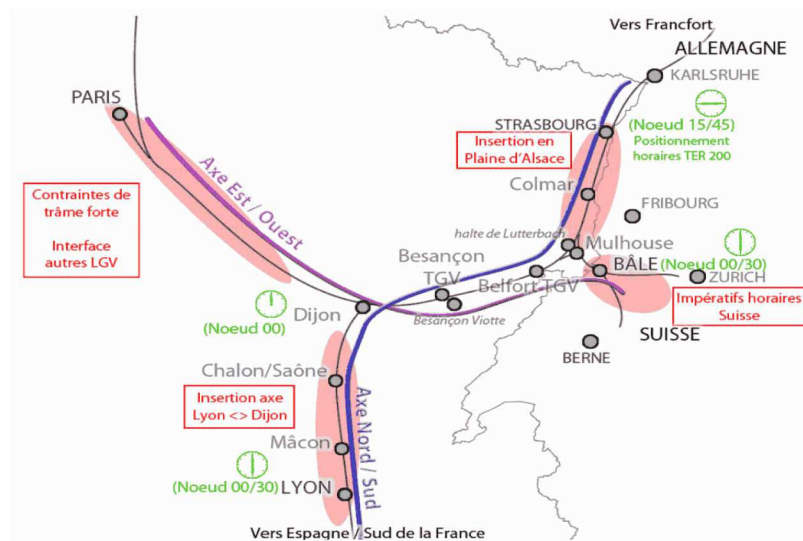 Vers Francfort
ALLEMAGNE
KARLSRUHE
PARIS
STRASBOURG
(Noeud 15/45)
Positionnement
horaires TER 200
Insertion en
Plaine d'Alsace
Axe Est / Ouest
Colmar
Contraintes de
trâme forte
Interface
autres LGV
FRIBOURG
halte de Lutterbach
Mulhouse
Besançon
TGV
BÂLE
(Noeud 00/30)
ZURICH
Belfort TGV
Impératifs horaires
Suisse
Dijon
(Noeud 00)
Besançon Viotte
SUISSE
BERNE
Chalon/Saône
Insertion axe
Lyon <> Dijon
Axe Nord / Sud
Mâcon
(Noeud 00/30)
LYON
Vers Espagne / Sud de la France